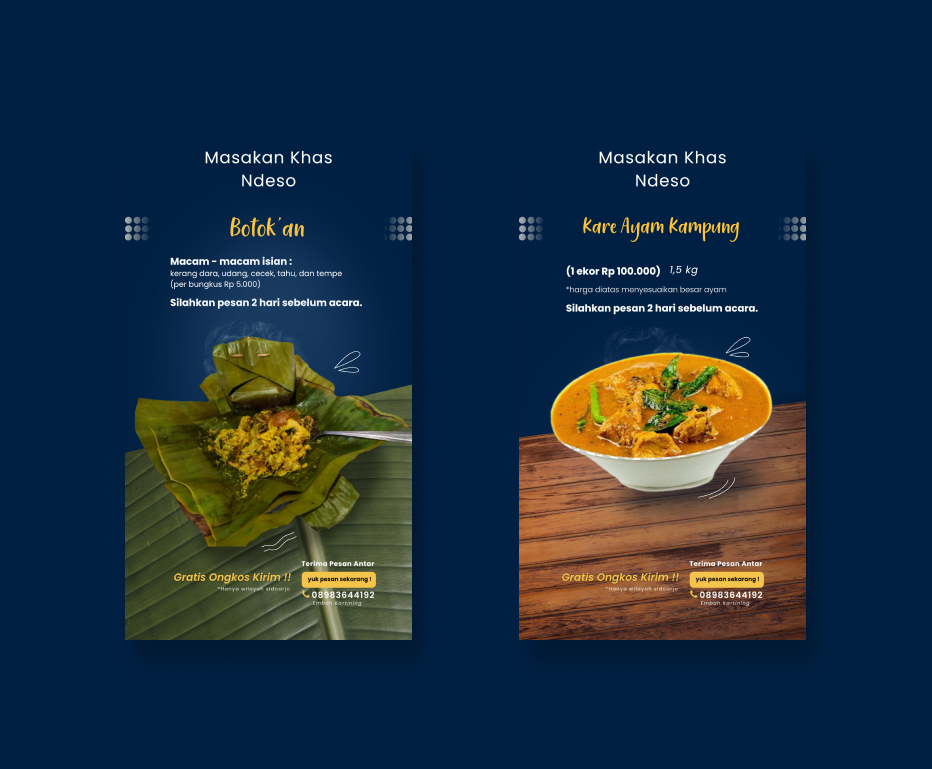 Masakan Khas
Ndeso
Botok'an
Macam - macam isian :
kerang dara, udang, cecek, tahu, dan tempe
(per bungkus Rp 5.000)
Silahkan pesan 2 hari sebelum acara.
Terima Pesan Antar
Gratis Ongkos Kirim !!
yuk pesan sekarang !
*Hanya wilayah sidoarjo
08983644192
Emban Kartining
Masakan Khas
Ndeso
Kare Ayam Kampung
(1 ekor Rp 100.000) 1,5 kg
*harga diatas menyesuaikan besar ayam
Silahkan pesan 2 hari sebelum acara.
Terima Pesan Antar
Gratis Ongkos Kirim !!
yuk pesan sekarang !
*Hanya wilayah sidoarjo
08983644192
Emban Kartining